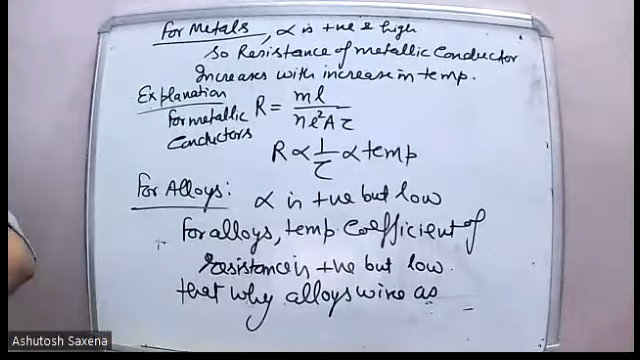 For Metals, α is +ve & high
so Resistance of metallic Conductor
Increases with increase in temp.
Explanation
For metallic Conductors R = ml / ne²Aτ
R ∝ 1/τ ∝ temp
For Alloys: α is +ve but low
For alloys, temp. Coefficient of
resistance is +ve but low.
that why alloys wire as
Ashutosh Saxena